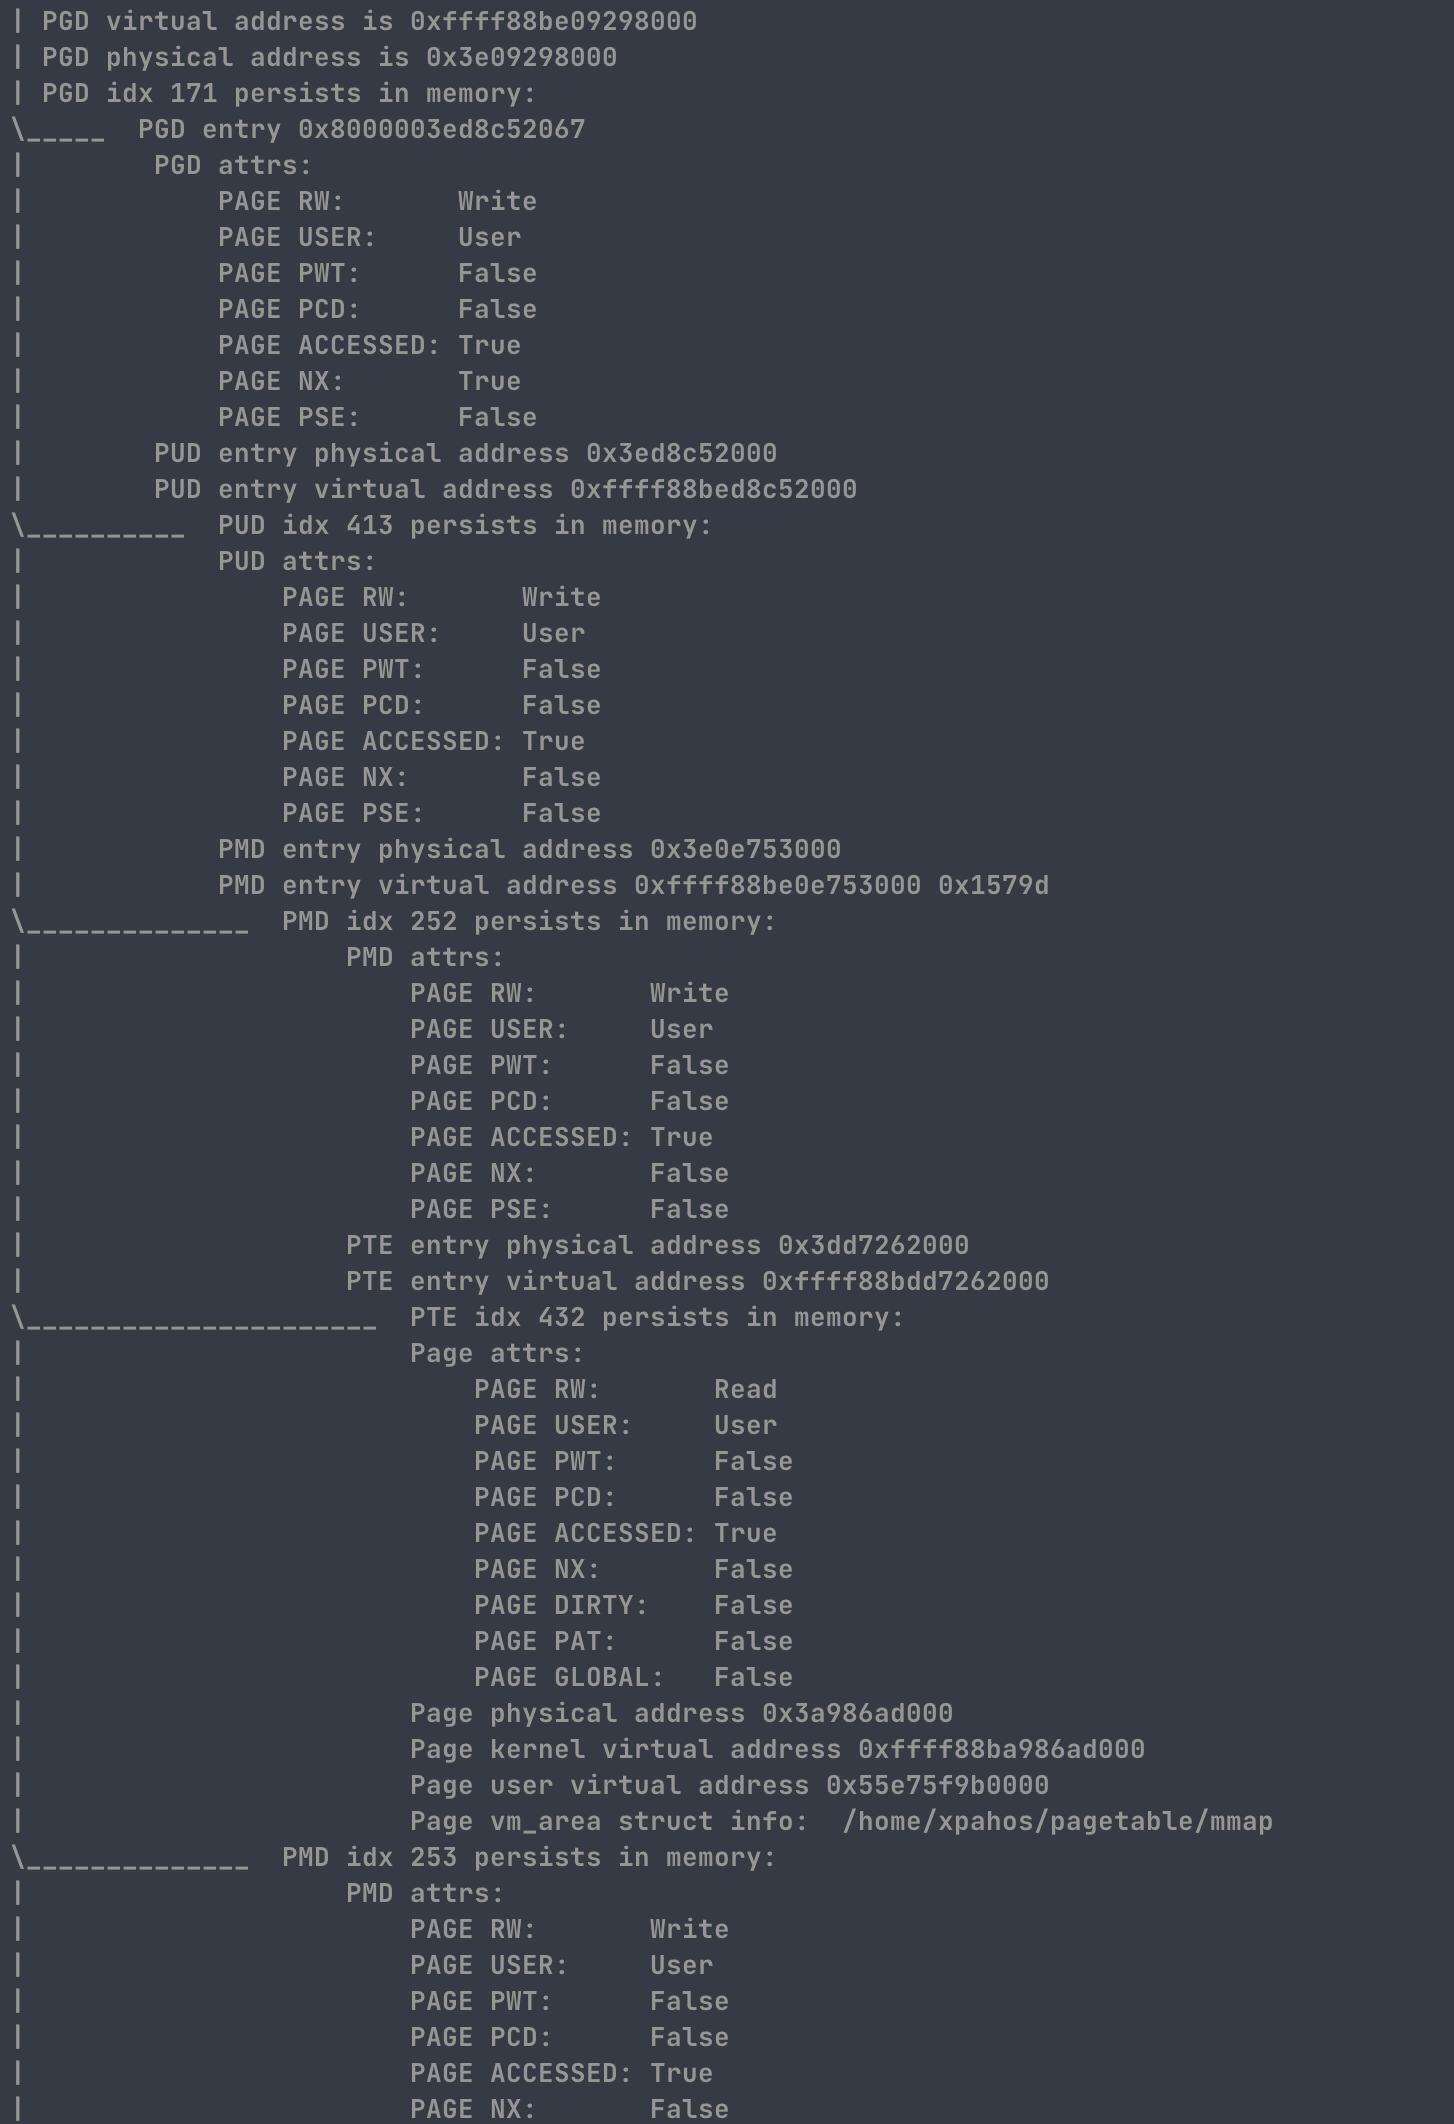 | PGD virtual address is 0xffff88be09298000
| PGD physical address is 0x3e09298000
| PGD idx 171 persists in memory:
\_____  PGD entry 0x8000003ed8c52067
|        PGD attrs:
|            PAGE RW:       Write
|            PAGE USER:     User
|            PAGE PWT:      False
|            PAGE PCD:      False
|            PAGE ACCESSED: True
|            PAGE NX:       True
|            PAGE PSE:      False
|        PUD entry physical address 0x3ed8c52000
|        PUD entry virtual address 0xffff88bed8c52000
\__________  PUD idx 413 persists in memory:
|            PUD attrs:
|                PAGE RW:       Write
|                PAGE USER:     User
|                PAGE PWT:      False
|                PAGE PCD:      False
|                PAGE ACCESSED: True
|                PAGE NX:       False
|                PAGE PSE:      False
|            PMD entry physical address 0x3e0e753000
|            PMD entry virtual address 0xffff88be0e753000 0x1579d
\______________  PMD idx 252 persists in memory:
|                    PMD attrs:
|                        PAGE RW:       Write
|                        PAGE USER:     User
|                        PAGE PWT:      False
|                        PAGE PCD:      False
|                        PAGE ACCESSED: True
|                        PAGE NX:       False
|                        PAGE PSE:      False
|                    PTE entry physical address 0x3dd7262000
|                    PTE entry virtual address 0xffff88bdd7262000
\______________________  PTE idx 432 persists in memory:
|                        Page attrs:
|                            PAGE RW:       Read
|                            PAGE USER:     User
|                            PAGE PWT:      False
|                            PAGE PCD:      False
|                            PAGE ACCESSED: True
|                            PAGE NX:       False
|                            PAGE DIRTY:    False
|                            PAGE PAT:      False
|                            PAGE GLOBAL:   False
|                        Page physical address 0x3a986ad000
|                        Page kernel virtual address 0xffff88ba986ad000
|                        Page user virtual address 0x55e75f9b0000
|                        Page vm_area struct info:  /home/xpahos/pagetable/mmap
\______________  PMD idx 253 persists in memory:
|                    PMD attrs:
|                        PAGE RW:       Write
|                        PAGE USER:     User
|                        PAGE PWT:      False
|                        PAGE PCD:      False
|                        PAGE ACCESSED: True
|                        PAGE NX:       False